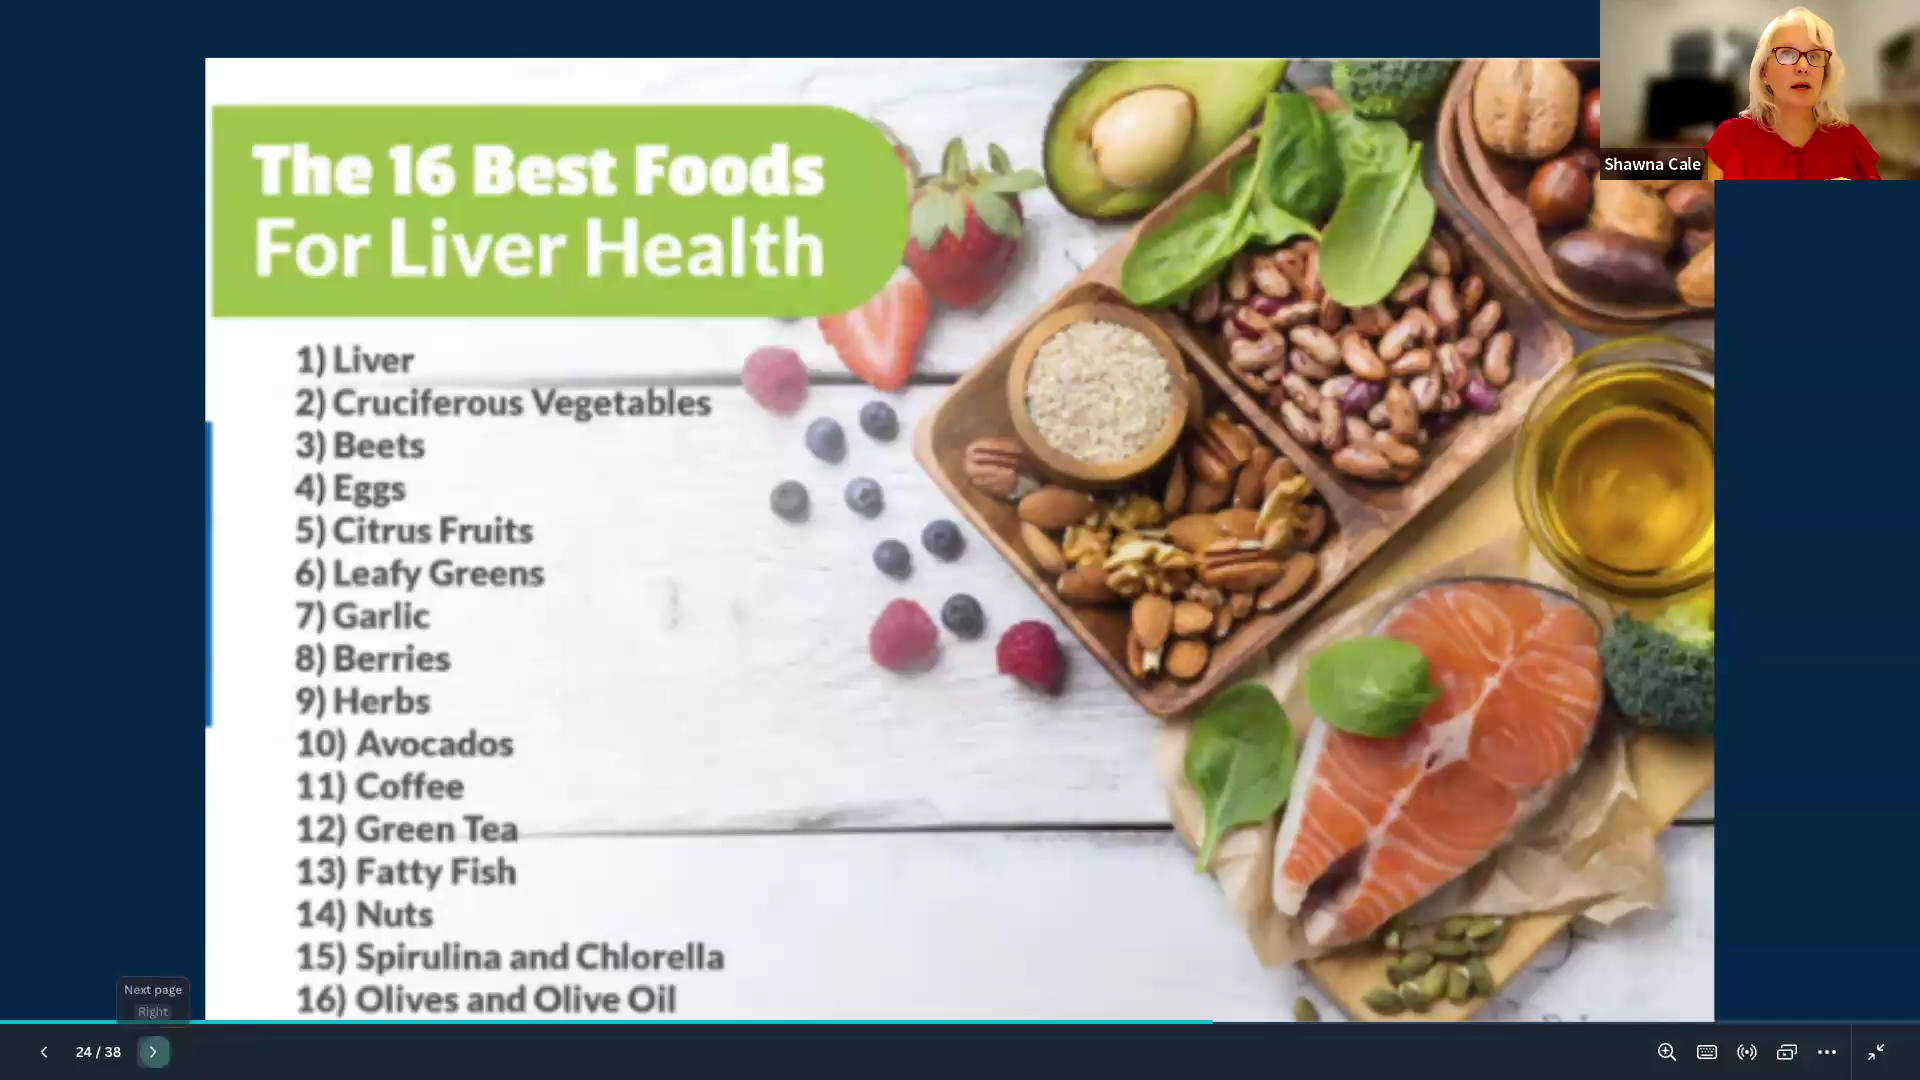 The 16 Best Foods
For Liver Health
1) Liver
2) Cruciferous Vegetables
3) Beets
4) Eggs
5) Citrus Fruits
6) Leafy Greens
7) Garlic
8) Berries
9) Herbs
10) Avocados
11) Coffee
12) Green Tea
13) Fatty Fish
14) Nuts
15) Spirulina and Chlorella
16) Olives and Olive Oil
Shawna Cale
Next page
Right
24 / 38